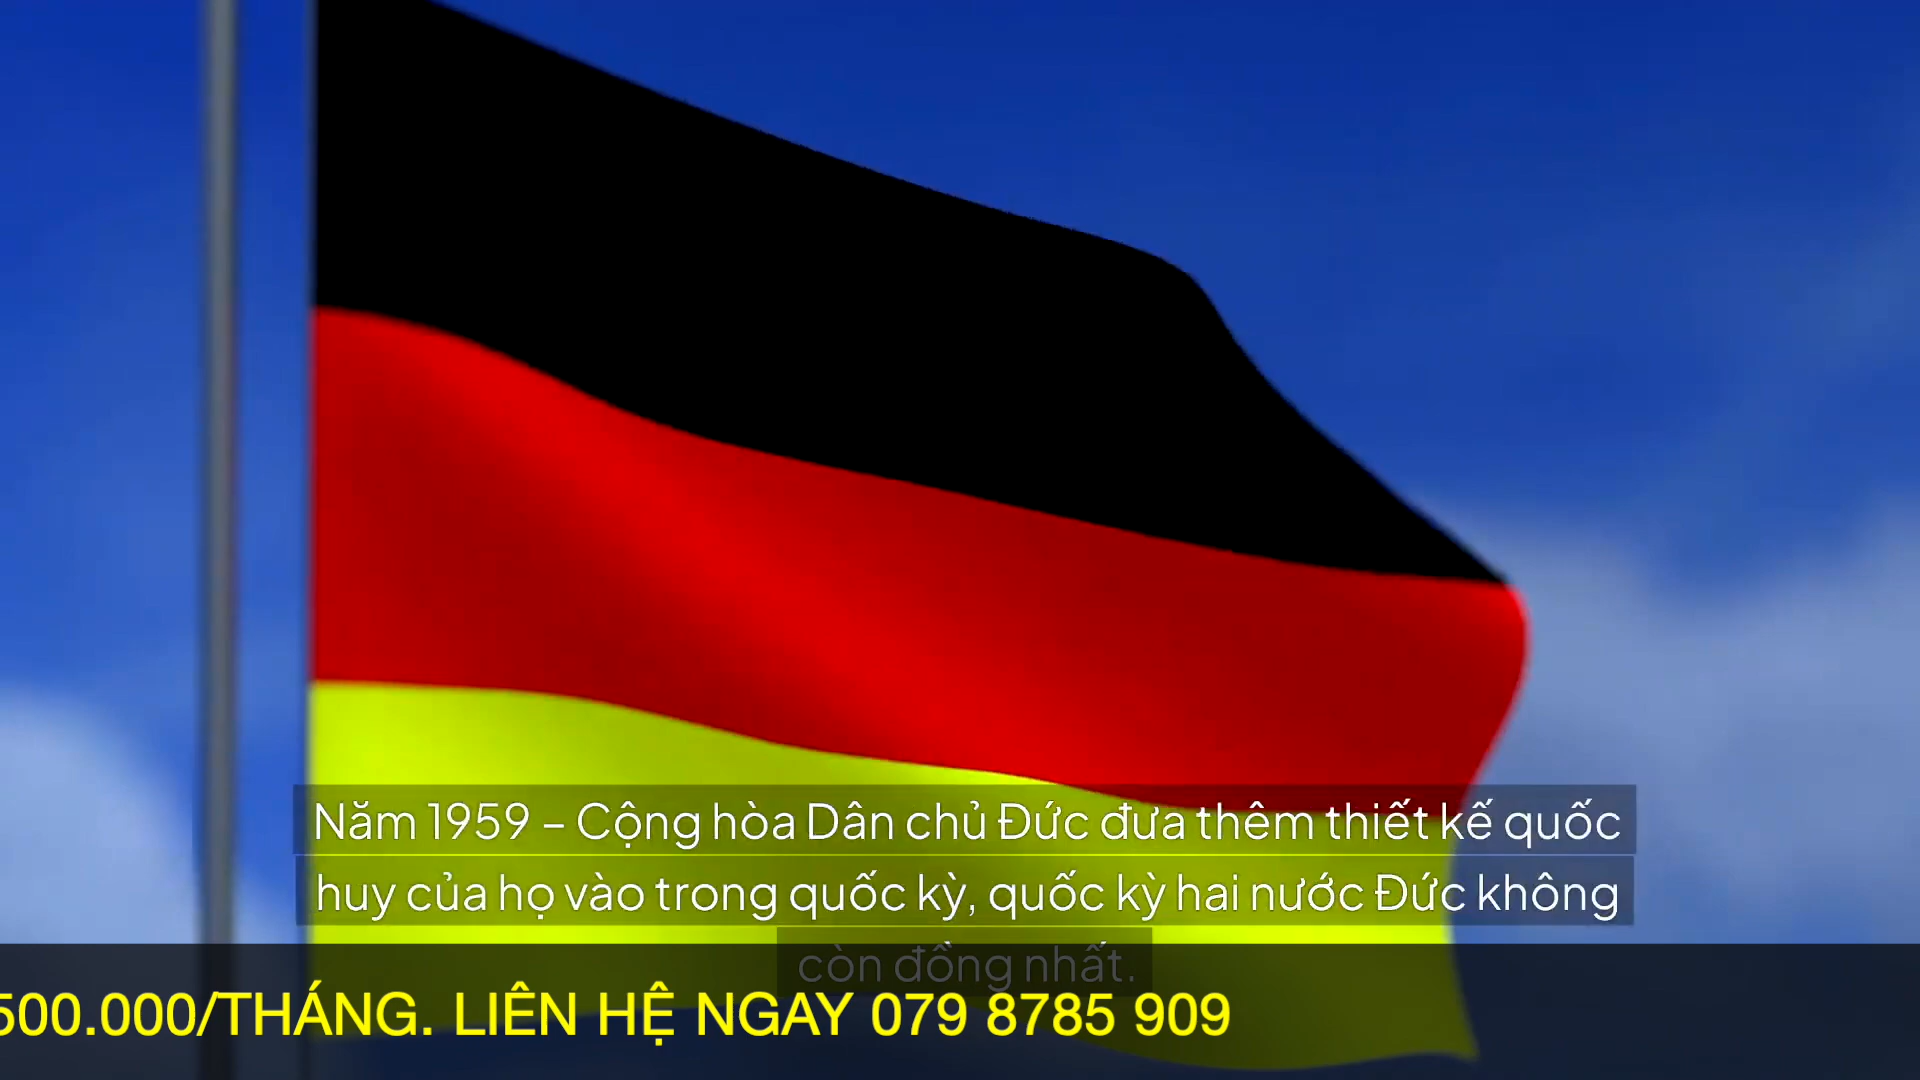 Năm 1959 – Cộng hòa Dân chủ Đức đưa thêm thiết kế quốc
huy của họ vào trong quốc kỳ, quốc kỳ hai nước Đức không
còn đồng nhất.
500.000/THÁNG. LIÊN HỆ NGAY 079 8785 909